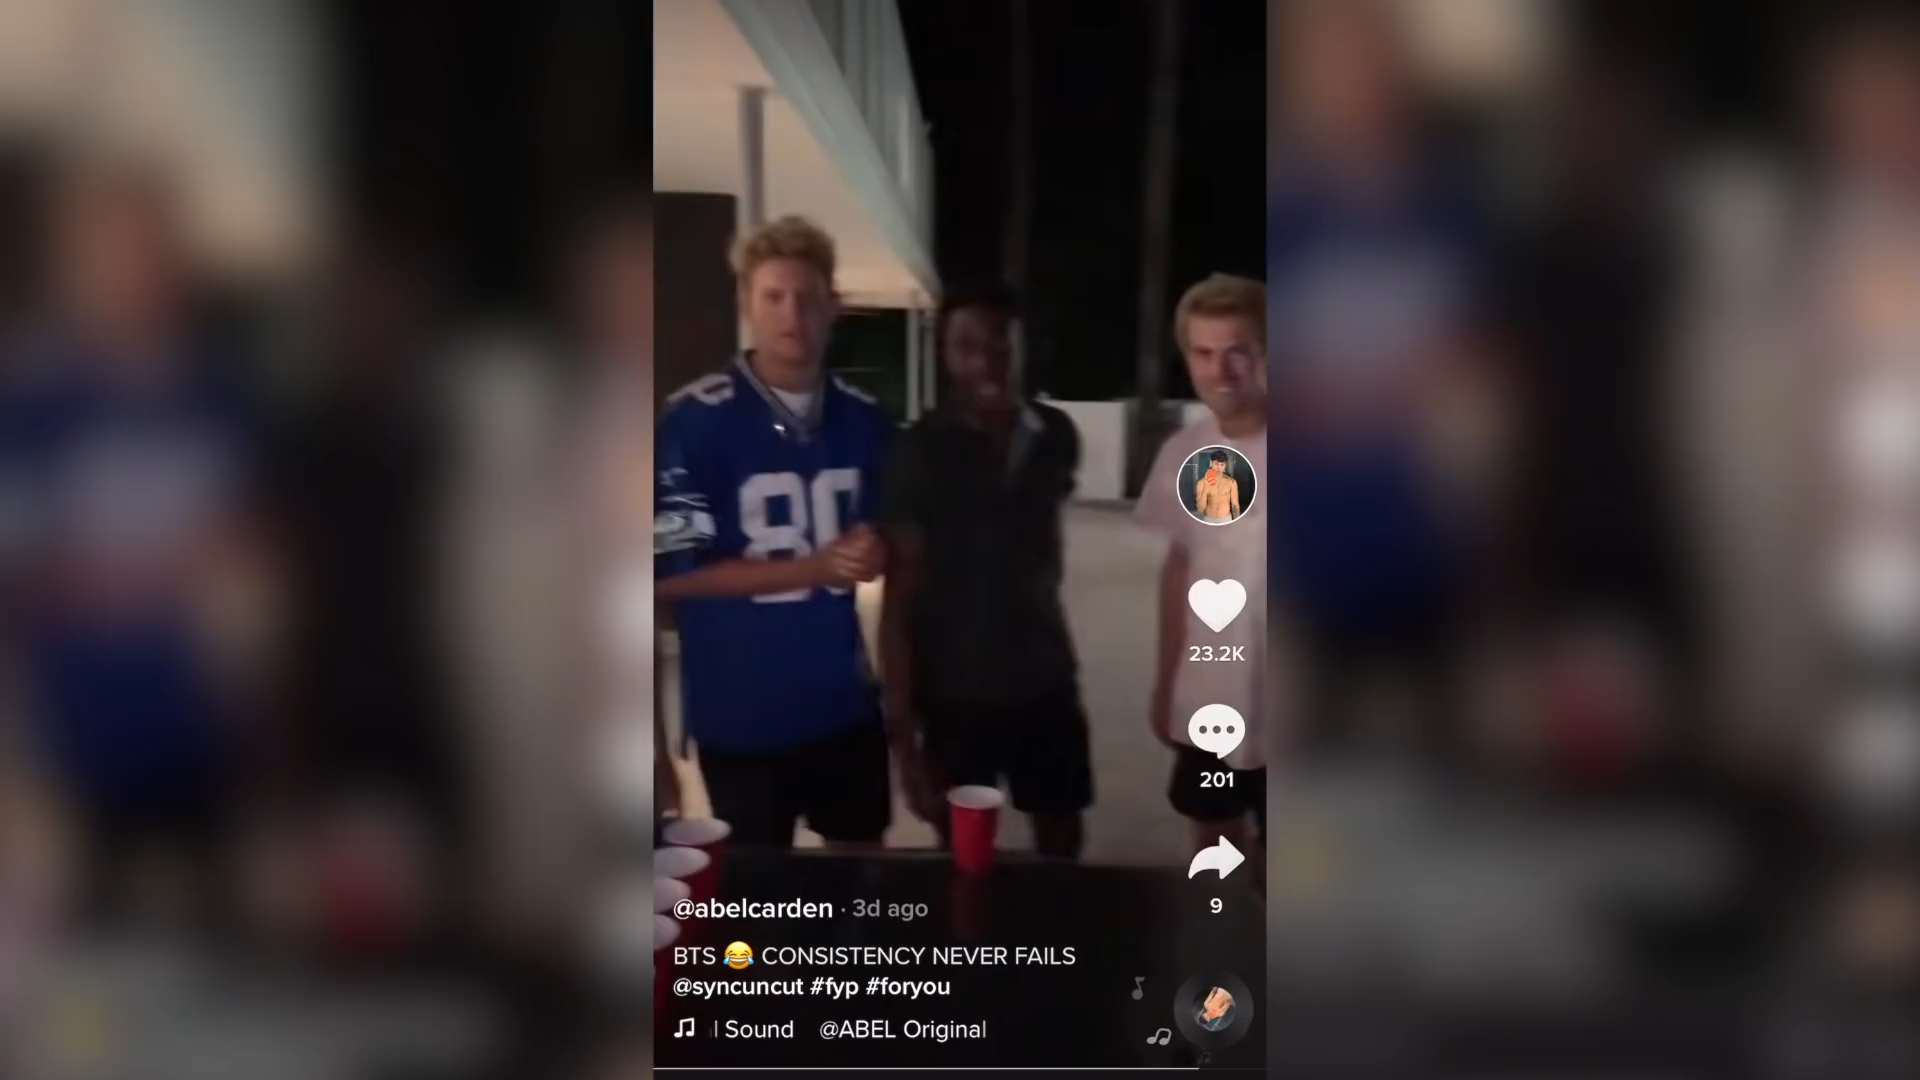 80
23.2K
201
9
@abelcarden · 3d ago
BTS 😂 CONSISTENCY NEVER FAILS
@syncuncut #fyp #foryou
l Sound @ABEL Original